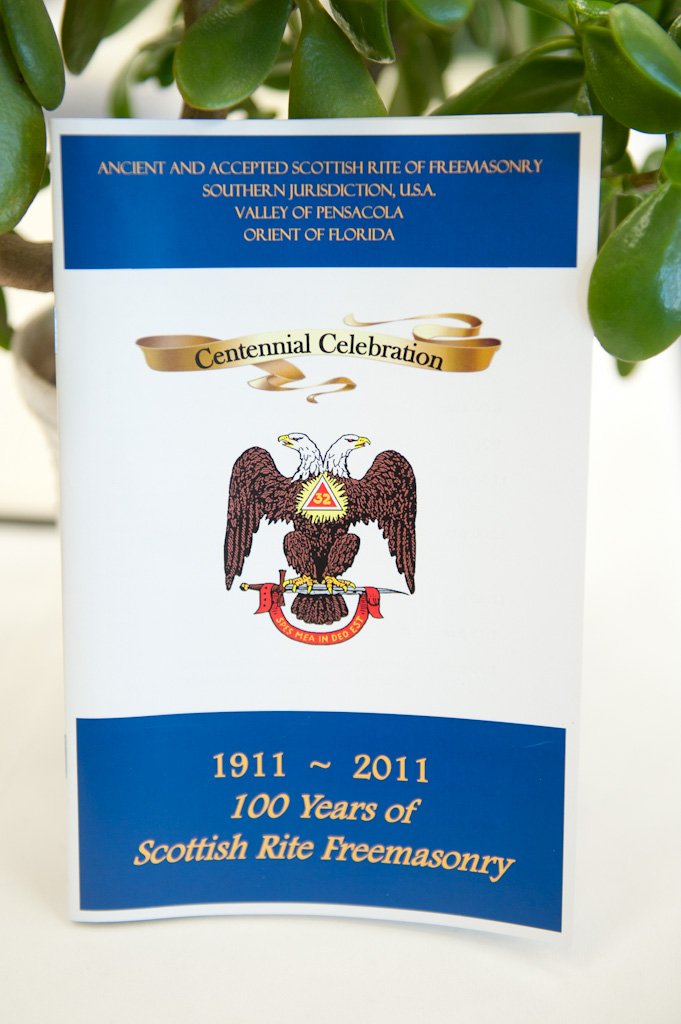 ANCIENT AND ACCEPTED SCOTTISH RITE OF FREEMASONRY
SOUTHERN JURISDICTION, U.S.A.
VALLEY OF PENSACOLA
ORIENT OF FLORIDA
Centennial Celebration
32
SPES MEA IN DEO EST
1911 ~ 2011
100 Years of
Scottish Rite Freemasonry